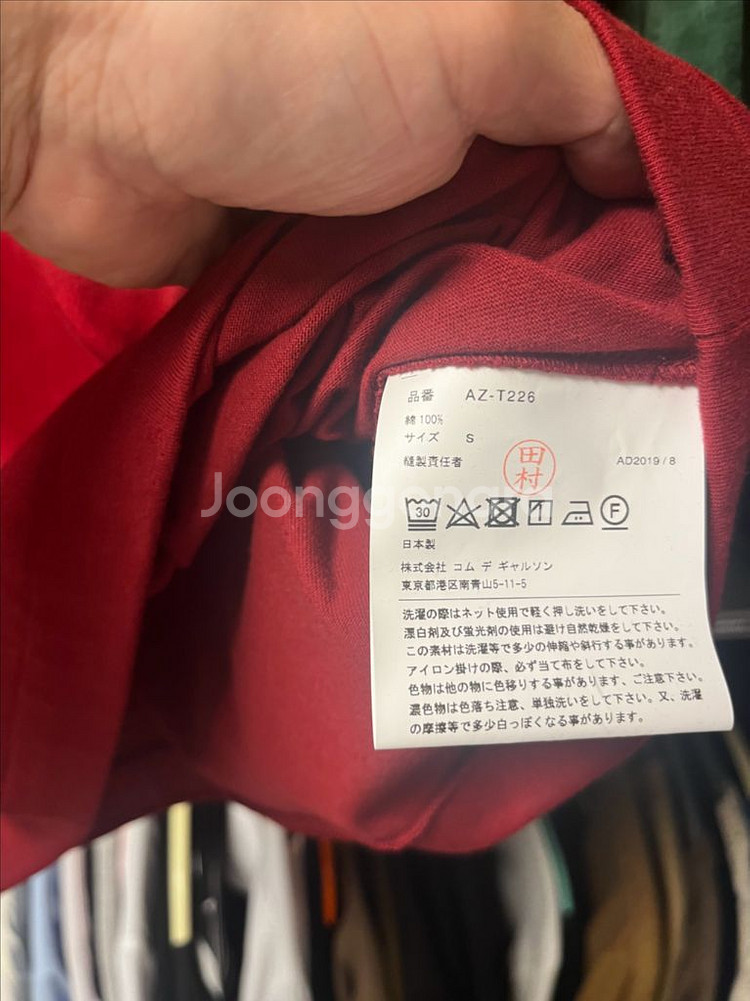 品番 AZ-T226
綿 100%
サイズ S
縫製責任者 田村 AD2019 / 8
30 F
日本製
株式会社 コム デ ギャルソン
東京都港区南青山5-11-5
洗濯の際はネット使用で軽く押し洗いをして下さい。
漂白剤及び蛍光剤の使用は避け自然乾燥をして下さい。
この素材は洗濯等で多少の伸縮や斜行する事があります。
アイロン掛けの際、必ず当て布をして下さい。
色物は他の物に色移りする事があります、ご注意下さい。
濃色物は色落ち注意、単独洗いをして下さい。又、洗濯
の摩擦等で多少白っぽくなる事があります。